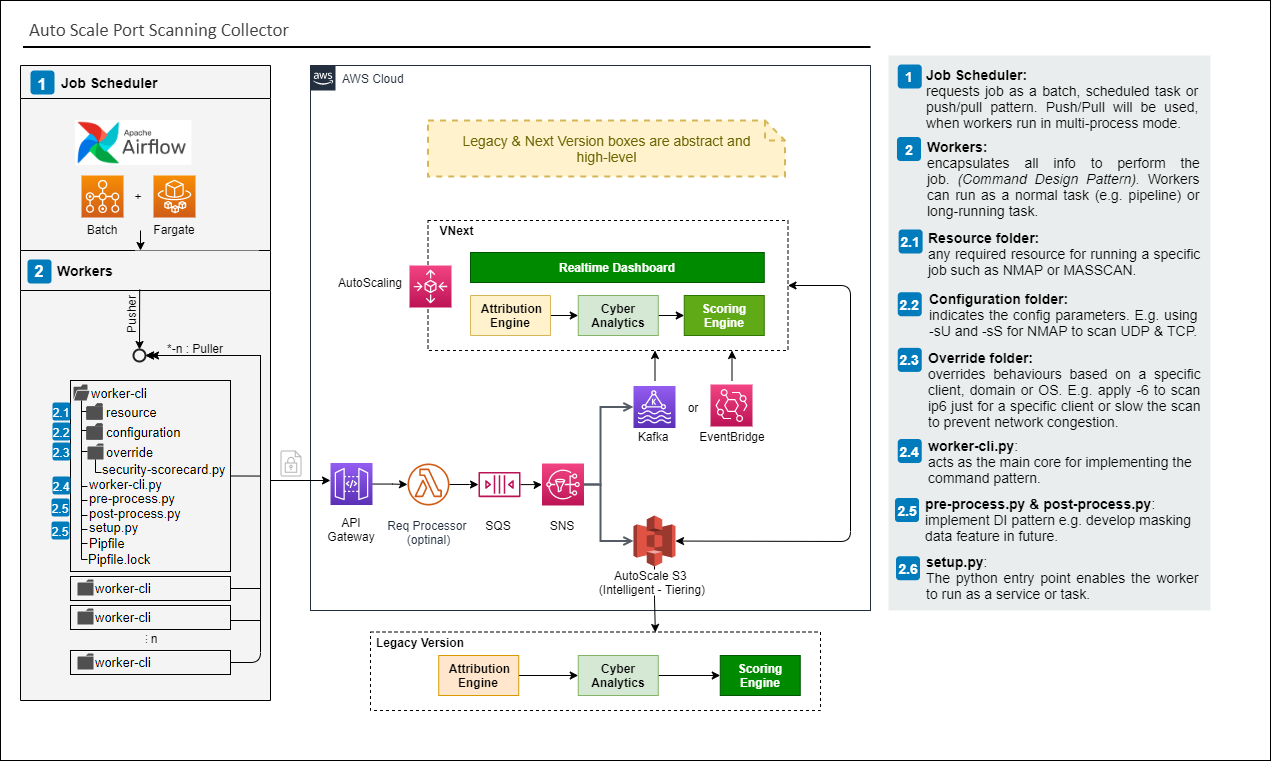 Auto Scale Port Scanning Collector
1
Job Scheduler
Apache
Airflow
+
Batch
Fargate
2
Workers
Pusher
*-n : Puller
worker-cli
2.1
resource
2.2
configuration
2.3
override
security-scorecard.py
2.4
worker-cli.py
pre-process.py
2.5
post-process.py
2.5
setup.py
Pipfile
Pipfile.lock
worker-cli
worker-cli
n
worker-cli
aws
AWS Cloud
Legacy & Next Version boxes are abstract and
high-level
VNext
AutoScaling
Realtime Dashboard
Attribution
Engine
Cyber
Analytics
Scoring
Engine
K
Kafka
or
EventBridge
API
Gateway
Req Processor
(optinal)
SQS
SNS
AutoScale S3
(Intelligent - Tiering)
Legacy Version
Attribution
Engine
Cyber
Analytics
Scoring
Engine
1
Job Scheduler:
requests job as a batch, scheduled task or
push/pull pattern. Push/Pull will be used,
when workers run in multi-process mode.
2
Workers:
encapsulates all info to perform the
job. (Command Design Pattern). Workers
can run as a normal task (e.g. pipeline) or
long-running task.
2.1
Resource folder:
any required resource for running a specific
job such as NMAP or MASSCAN.
2.2
Configuration folder:
indicates the config parameters. E.g. using
-sU and -sS for NMAP to scan UDP & TCP.
2.3
Override folder:
overrides behaviours based on a specific
client, domain or OS. E.g. apply -6 to scan
ip6 just for a specific client or slow the scan
to prevent network congestion.
2.4
worker-cli.py:
acts as the main core for implementing the
command pattern.
2.5
pre-process.py & post-process.py:
implement DI pattern e.g. develop masking
data feature in future.
2.6
setup.py:
The python entry point enables the worker
to run as a service or task.